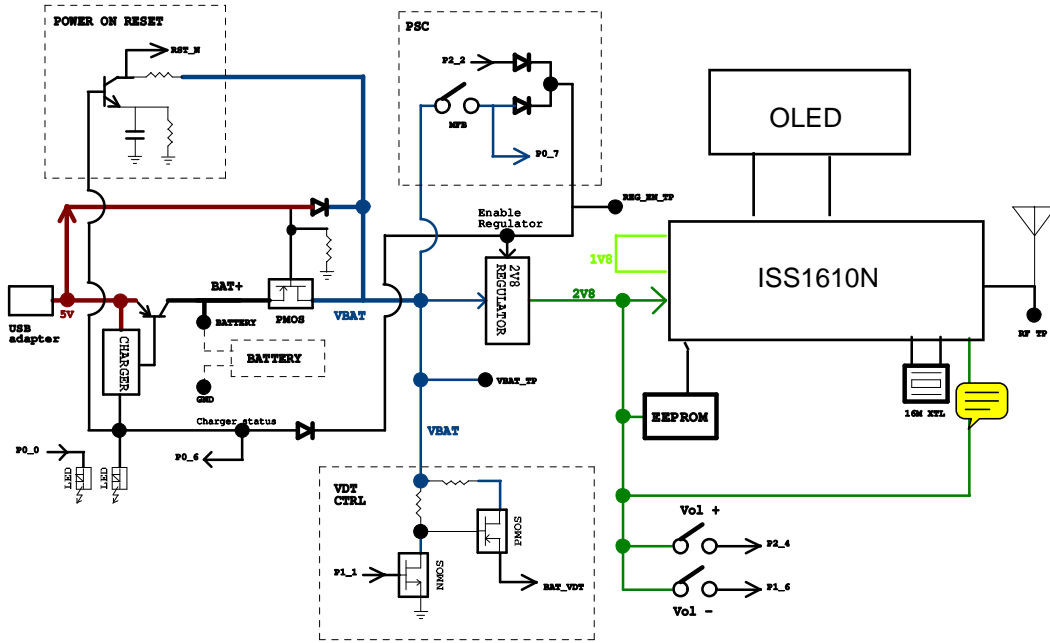 POWER ON RESET
RST_N
PSC
P2_2
MFB
P0_7
OLED
REG_EN_TP
Enable
Regulator
1V8
ISS1610N
2V8
REGULATOR
2V8
BAT+
5V
USB
adapter
BATTERY
PMOS
VBAT
CHARGER
BATTERY
GND
VBAT_TP
RF TP
EEPROM
16M XTL
Charger status
VBAT
P0_0
P0_6
LED
LED
VDT
CTRL
PMOS
NMOS
P1_1
BAT_VDT
Vol +
P2_4
P1_6
Vol -